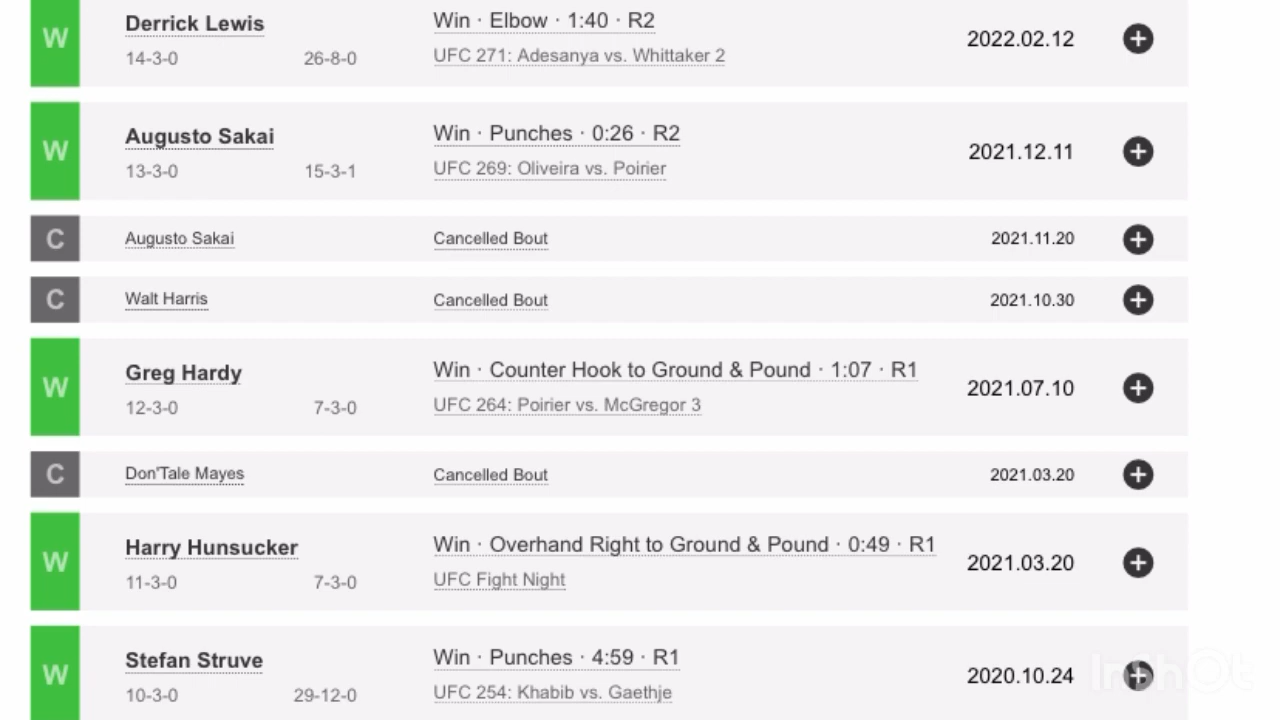 W
Derrick Lewis
Win · Elbow · 1:40 · R2
14-3-0
26-8-0
UFC 271: Adesanya vs. Whittaker 2
2022.02.12
W
Augusto Sakai
Win · Punches · 0:26 · R2
13-3-0
15-3-1
UFC 269: Oliveira vs. Poirier
2021.12.11
C
Augusto Sakai
Cancelled Bout
2021.11.20
C
Walt Harris
Cancelled Bout
2021.10.30
W
Greg Hardy
Win · Counter Hook to Ground & Pound · 1:07 · R1
12-3-0
7-3-0
UFC 264: Poirier vs. McGregor 3
2021.07.10
C
Don'Tale Mayes
Cancelled Bout
2021.03.20
W
Harry Hunsucker
Win · Overhand Right to Ground & Pound · 0:49 · R1
11-3-0
7-3-0
UFC Fight Night
2021.03.20
W
Stefan Struve
Win · Punches · 4:59 · R1
10-3-0
29-12-0
UFC 254: Khabib vs. Gaethje
2020.10.24
InShOt